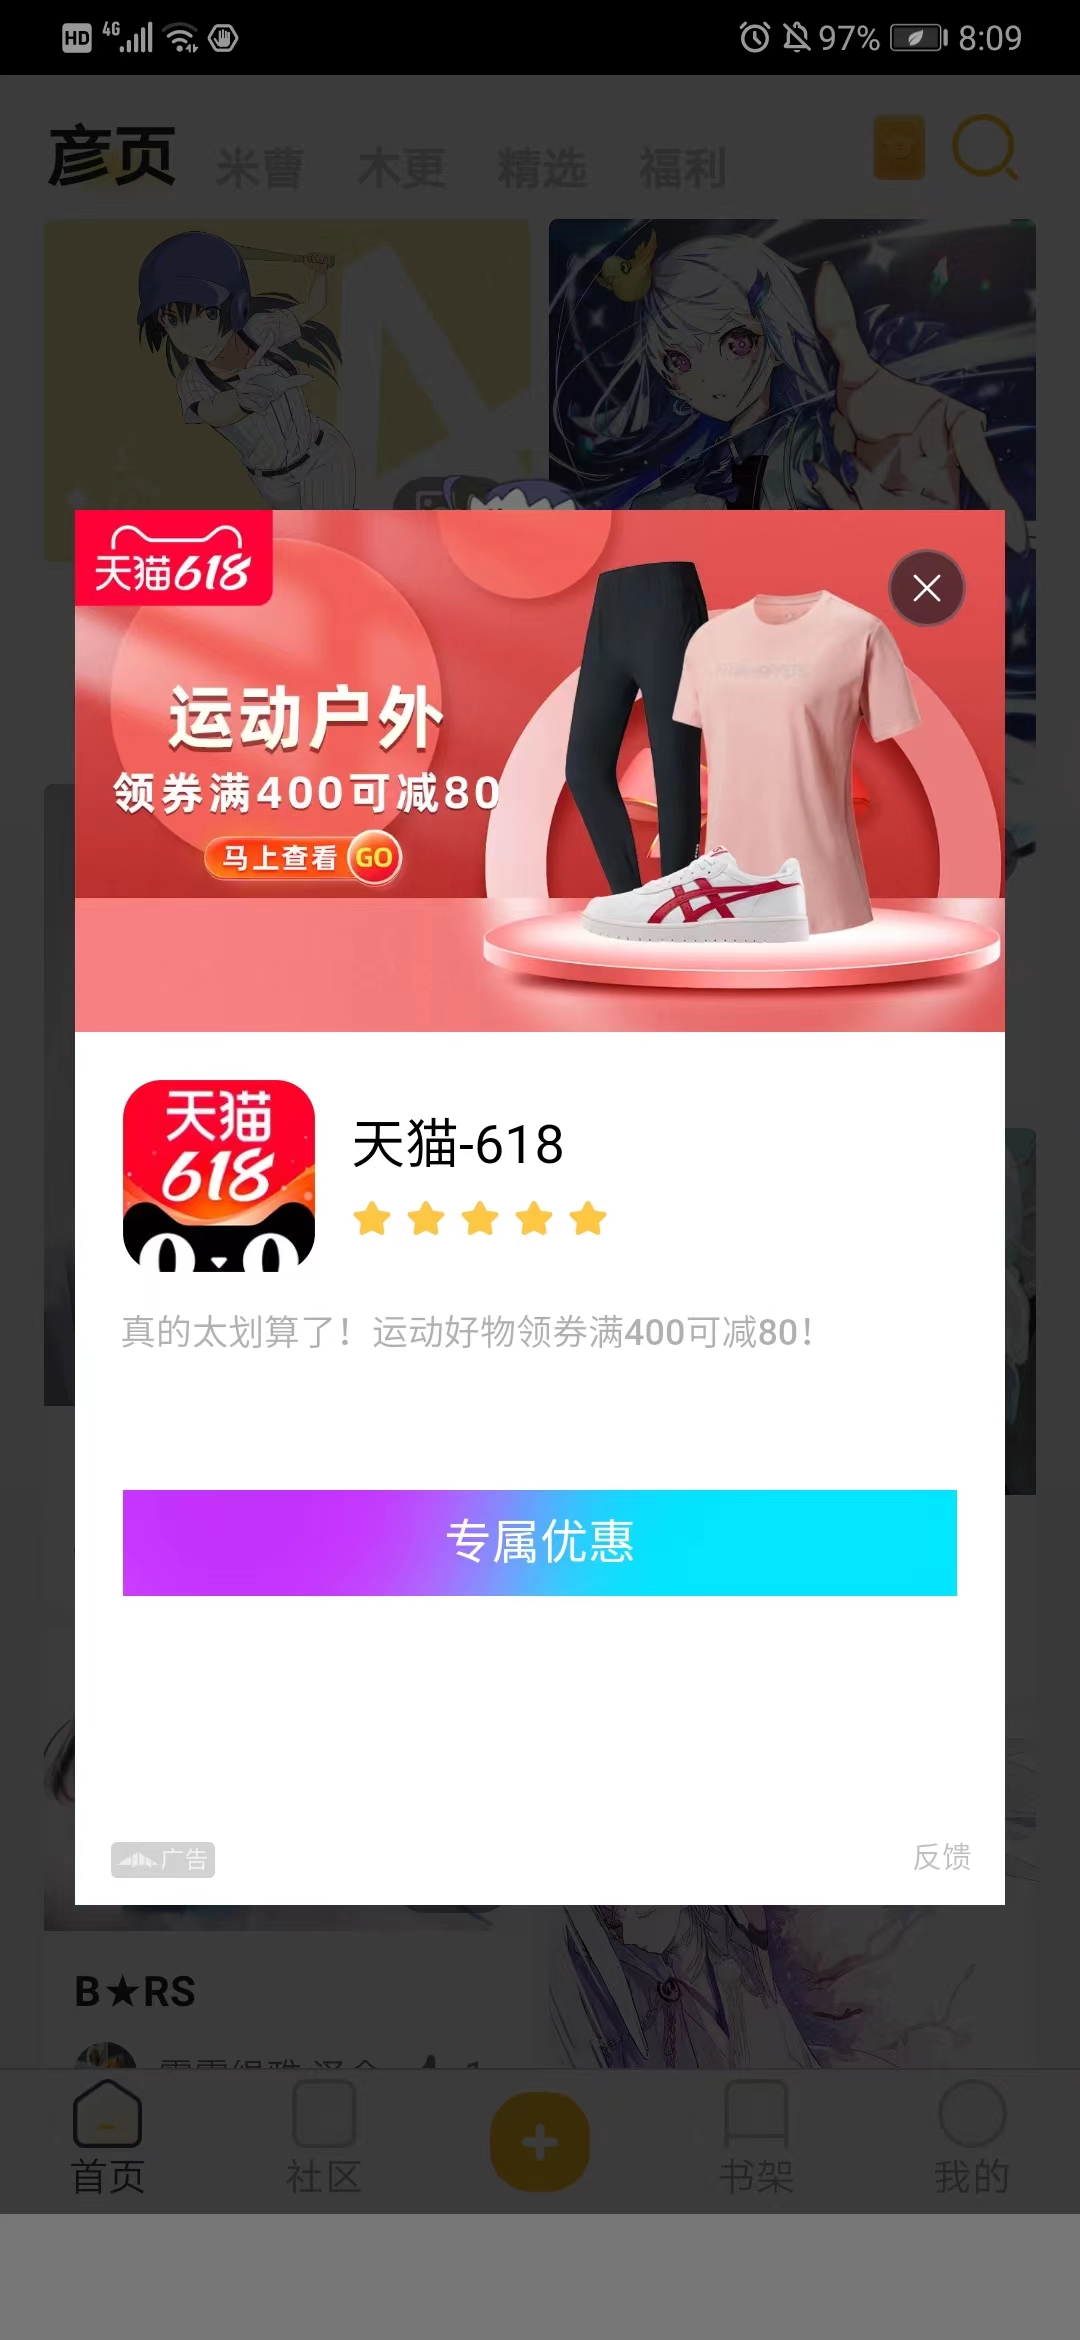 HD 4G 97% 8:09
彦页 米曹 木更 精选 福利
天猫618
运动户外
领券满400可减80
马上查看 GO
天猫
618
天猫-618
真的太划算了！运动好物领券满400可减80！
专属优惠
广告 反馈
B★RS
首页 社区 书架 我的